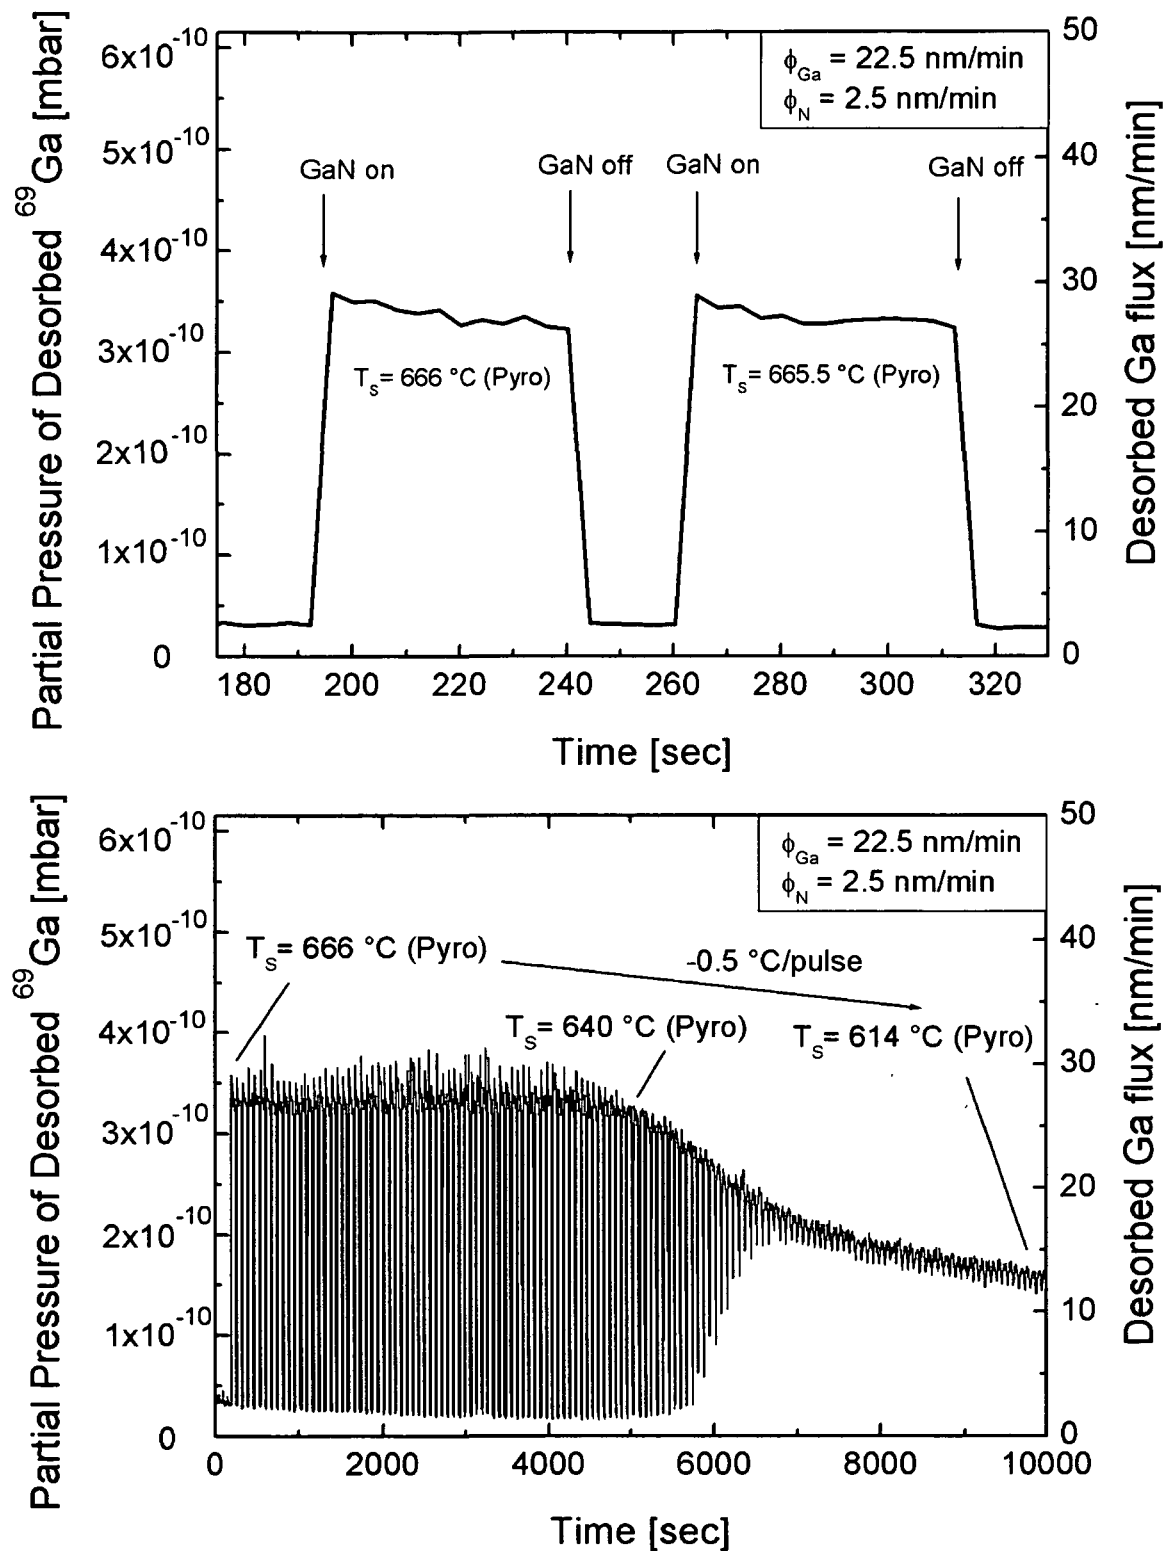 Partial Pressure of Desorbed ⁶⁹Ga [mbar]
6x10⁻¹⁰
5x10⁻¹⁰
4x10⁻¹⁰
3x10⁻¹⁰
2x10⁻¹⁰
1x10⁻¹⁰
0
ϕGa = 22.5 nm/min
ϕN = 2.5 nm/min
GaN on
GaN off
GaN on
GaN off
TS= 666 °C (Pyro)
TS= 665.5 °C (Pyro)
50
40
30
20
10
0
Desorbed Ga flux [nm/min]
180 200 220 240 260 280 300 320
Time [sec]
Partial Pressure of Desorbed ⁶⁹Ga [mbar]
6x10⁻¹⁰
5x10⁻¹⁰
4x10⁻¹⁰
3x10⁻¹⁰
2x10⁻¹⁰
1x10⁻¹⁰
0
ϕGa = 22.5 nm/min
ϕN = 2.5 nm/min
TS= 666 °C (Pyro)
-0.5 °C/pulse
TS= 640 °C (Pyro)
TS= 614 °C (Pyro)
50
40
30
20
10
0
Desorbed Ga flux [nm/min]
0 2000 4000 6000 8000 10000
Time [sec]